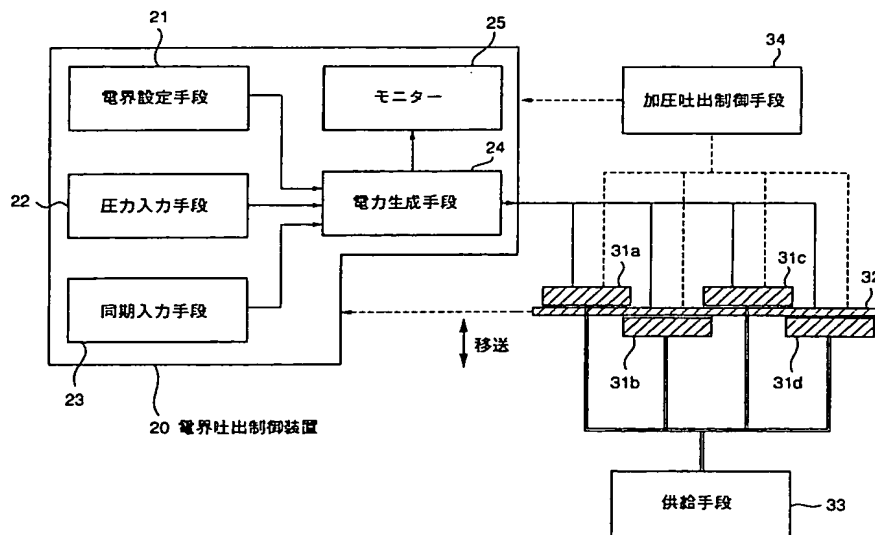 21
電界設定手段
25
モニター
34
加圧吐出制御手段
22
圧力入力手段
24
電力生成手段
31a
31c
32
同期入力手段
23
移送
31b
31d
20 電界吐出制御装置
供給手段
33